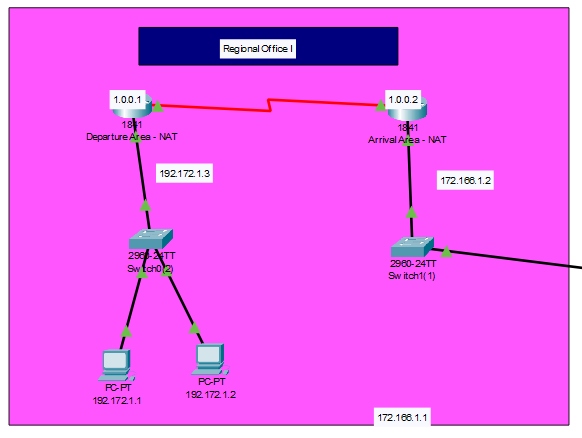 Regional Office I
1.0.0.1
1.0.0.2
1841
Departure Area - NAT
1841
Arrival Area - NAT
192.172.1.3
172.166.1.2
2960-24TT
Switch0(2)
2960-24TT
Switch1(1)
PC-PT
192.172.1.1
PC-PT
192.172.1.2
172.166.1.1